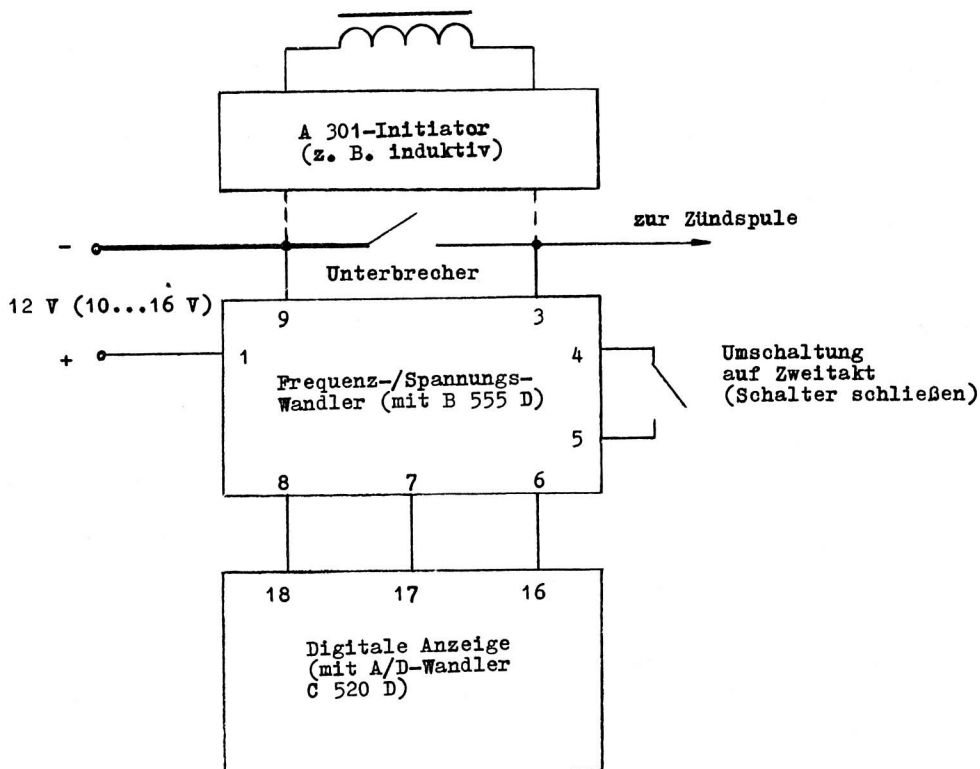 A 301-Initiator
(z. B. induktiv)
zur Zündspule
-
Unterbrecher
12 V (10...16 V)
9
3
+
1
4
Umschaltung
auf Zweitakt
(Schalter schließen)
Frequenz-/Spannungs-
Wandler (mit B 555 D)
5
8
7
6
18
17
16
Digitale Anzeige
(mit A/D-Wandler
C 520 D)